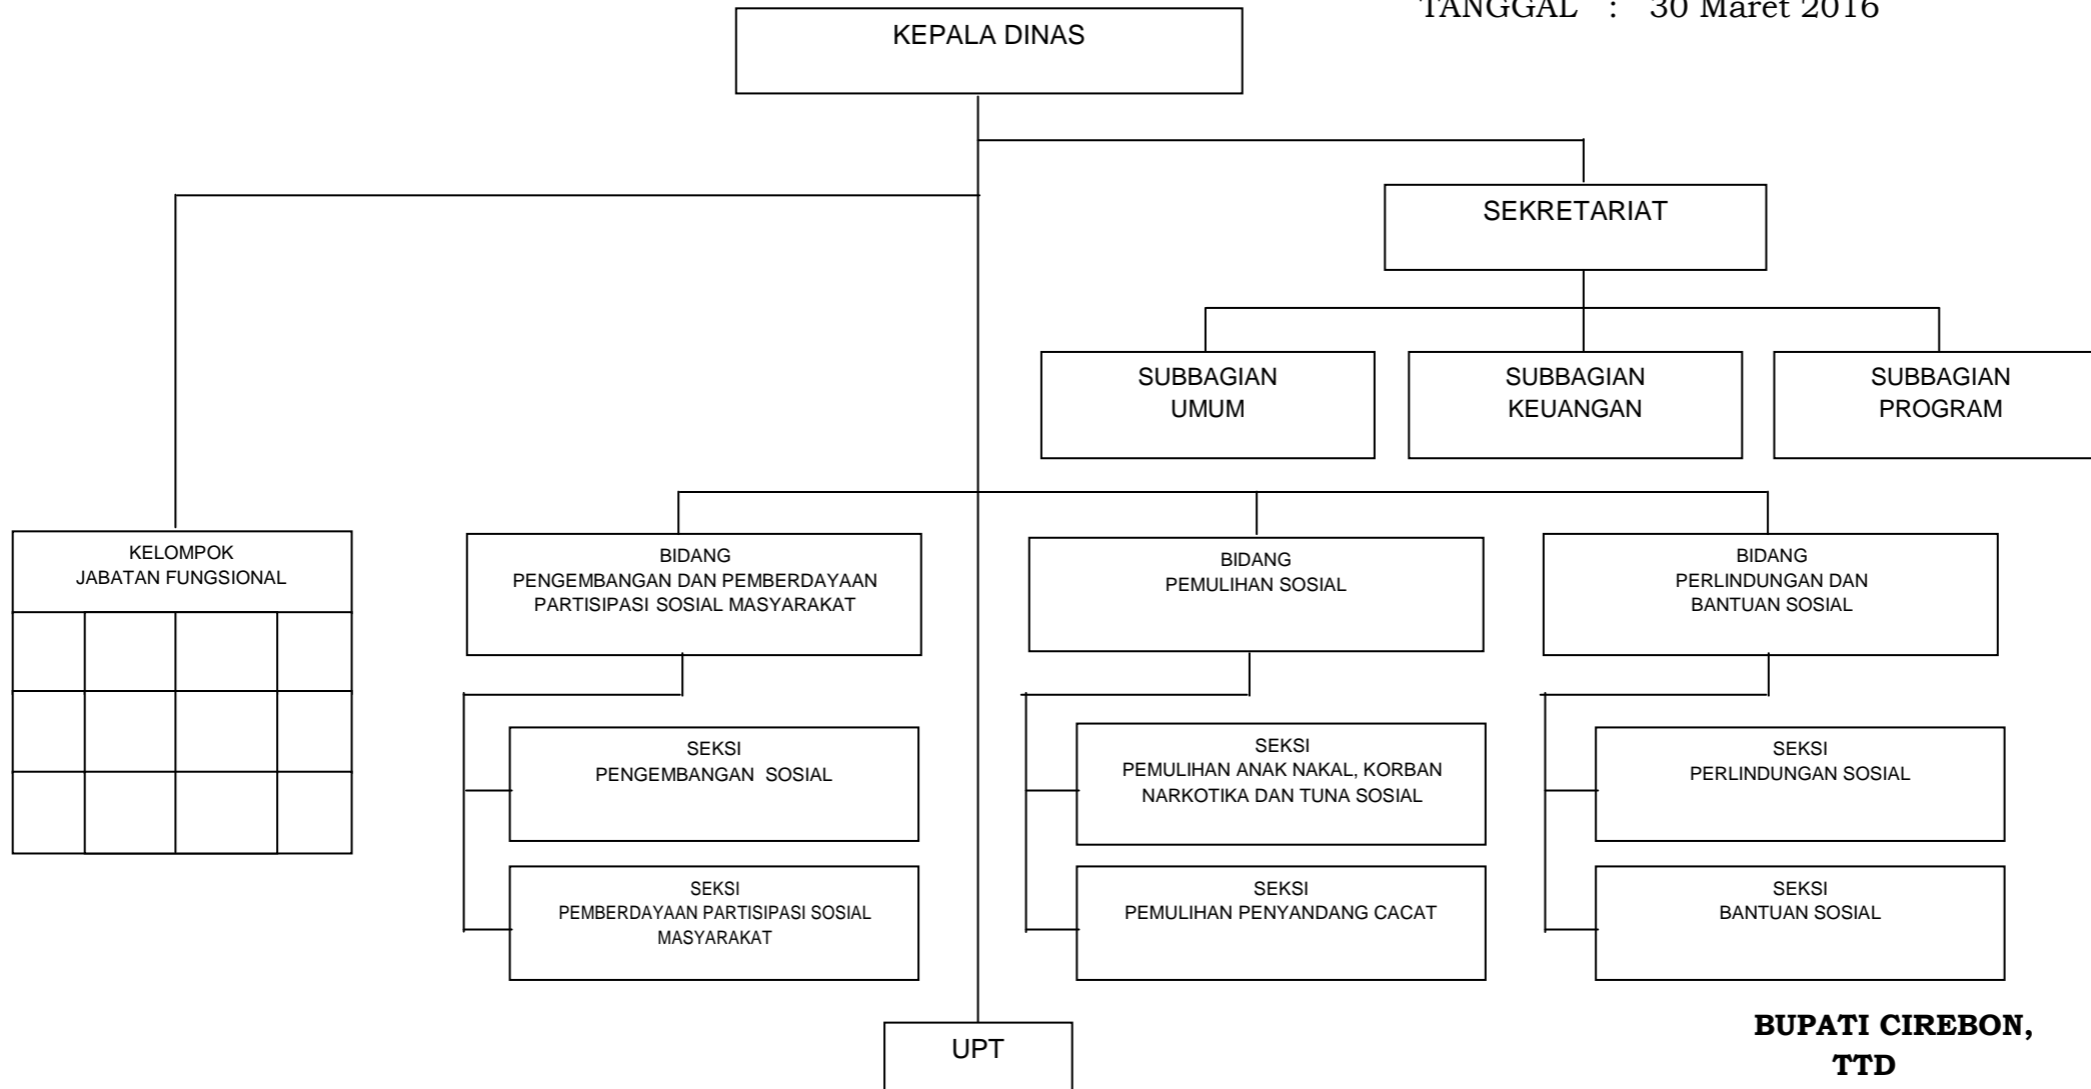 TANGGAL : 30 Maret 2016
KEPALA DINAS
SEKRETARIAT
SUBBAGIAN
UMUM
SUBBAGIAN
KEUANGAN
SUBBAGIAN
PROGRAM
KELOMPOK
JABATAN FUNGSIONAL
BIDANG
PENGEMBANGAN DAN PEMBERDAYAAN
PARTISIPASI SOSIAL MASYARAKAT
BIDANG
PEMULIHAN SOSIAL
BIDANG
PERLINDUNGAN DAN
BANTUAN SOSIAL
SEKSI
PENGEMBANGAN SOSIAL
SEKSI
PEMULIHAN ANAK NAKAL, KORBAN
NARKOTIKA DAN TUNA SOSIAL
SEKSI
PERLINDUNGAN SOSIAL
SEKSI
PEMBERDAYAAN PARTISIPASI SOSIAL
MASYARAKAT
SEKSI
PEMULIHAN PENYANDANG CACAT
SEKSI
BANTUAN SOSIAL
UPT
BUPATI CIREBON,
TTD